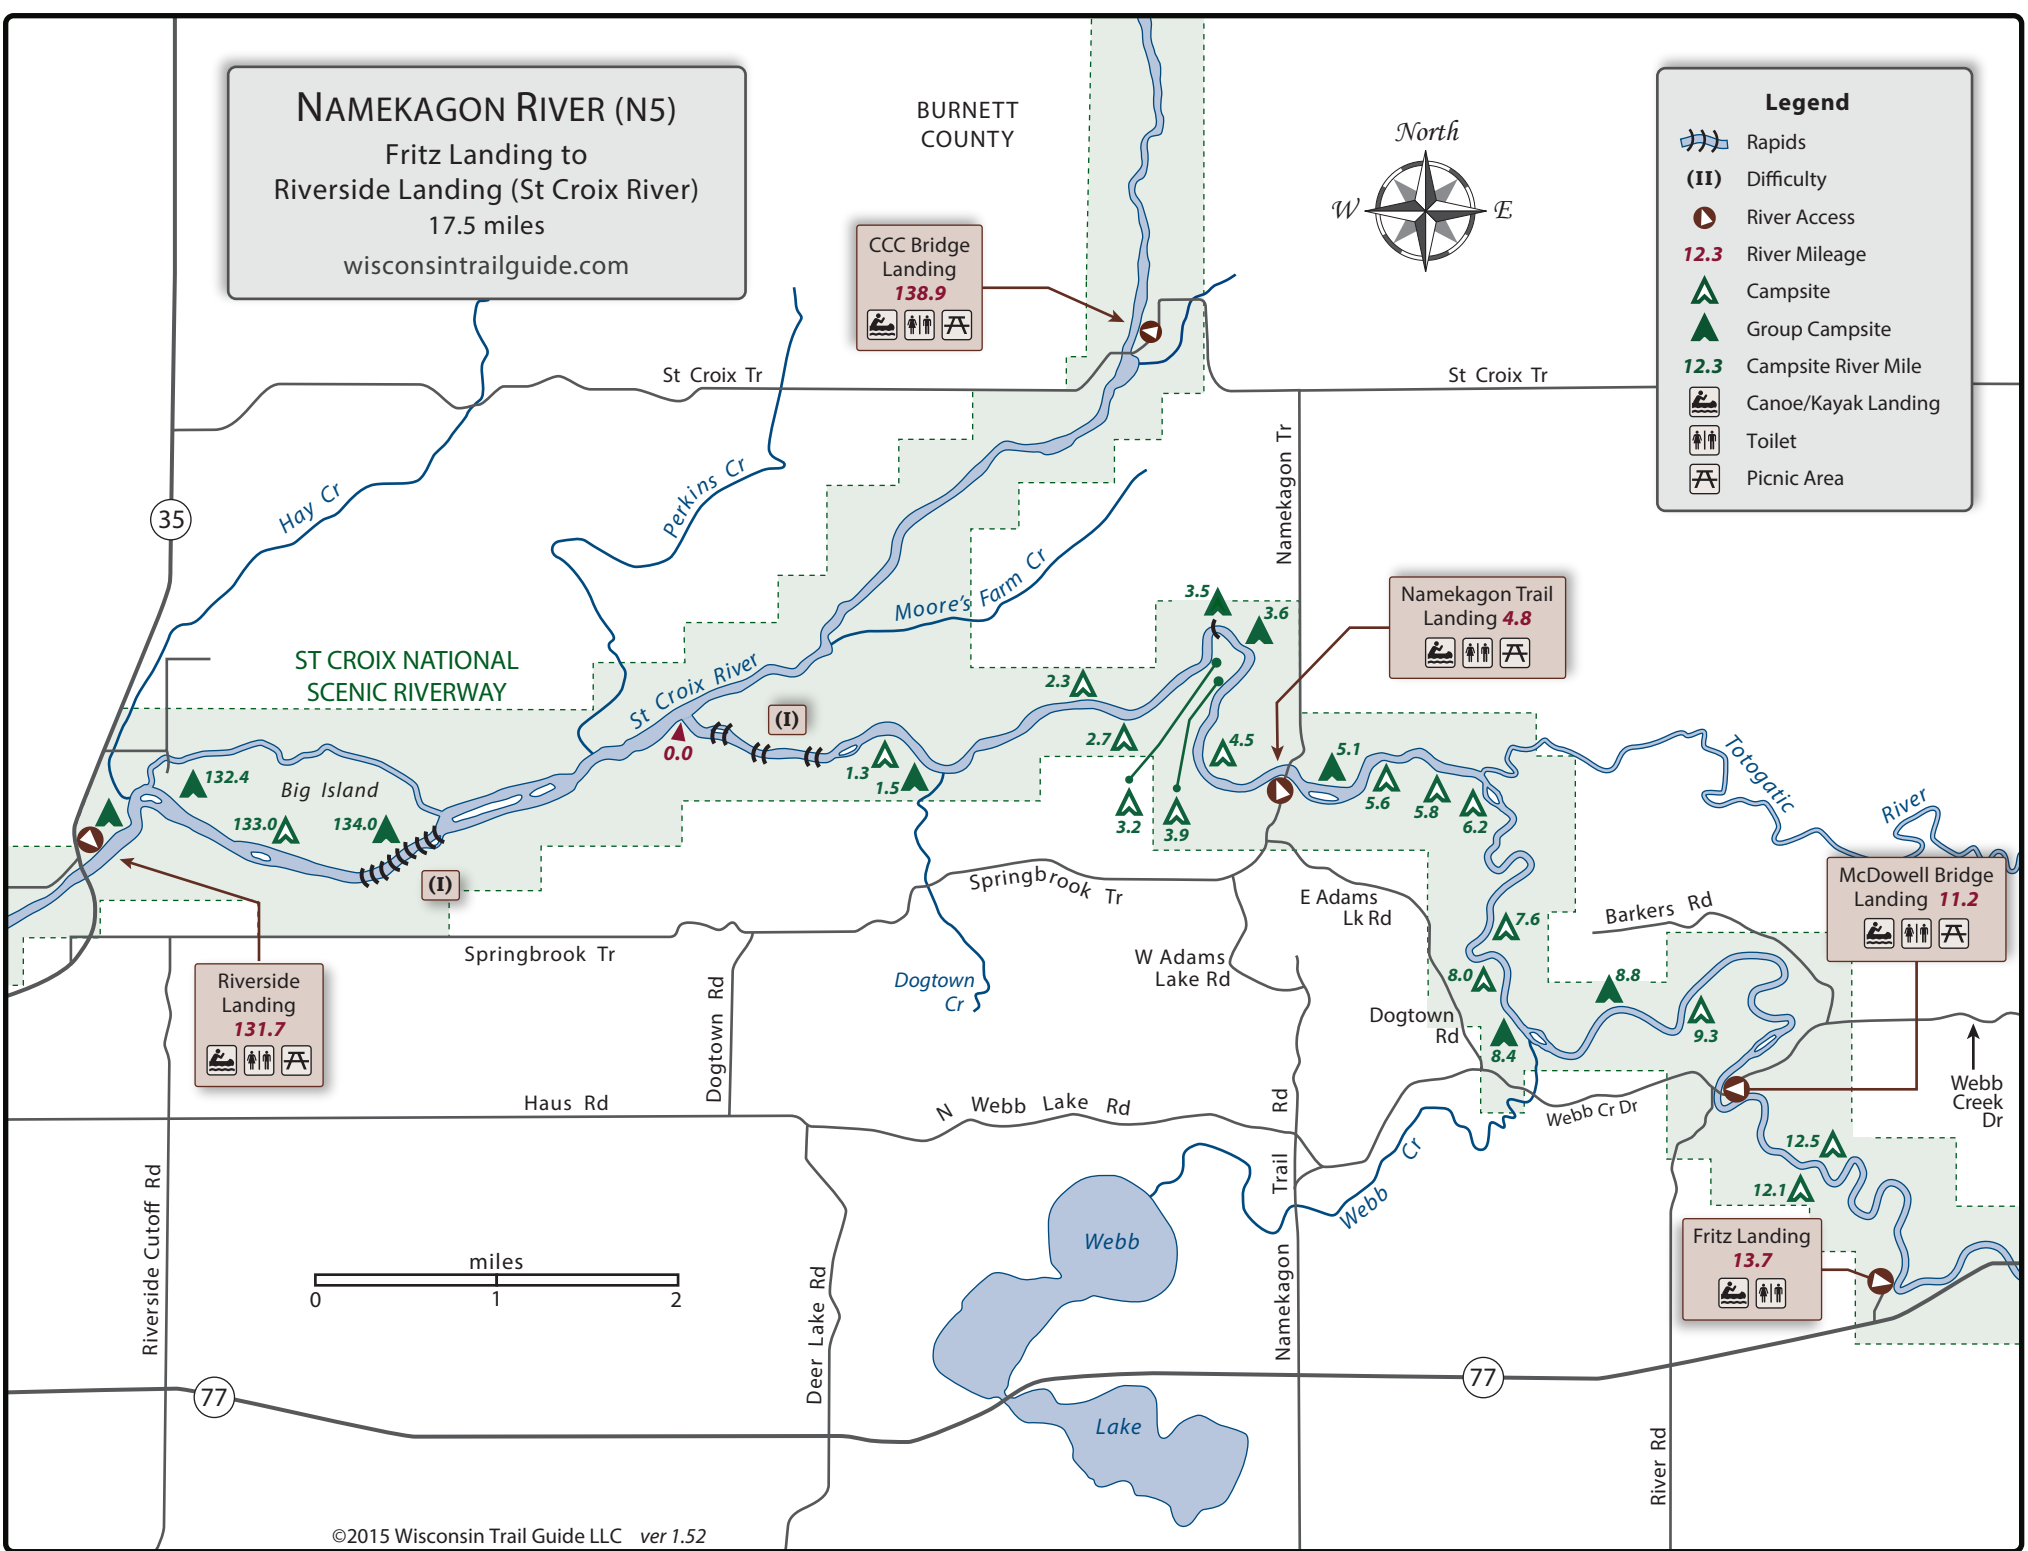 NAMEKAGON RIVER (N5)
Fritz Landing to
Riverside Landing (St Croix River)
17.5 miles
wisconsintrailguide.com
BURNETT
COUNTY
North
W
E
Legend
Rapids
(II)
Difficulty
River Access
12.3
River Mileage
Campsite
Group Campsite
12.3
Campsite River Mile
Canoe/Kayak Landing
Toilet
Picnic Area
CCC Bridge
Landing
138.9
St Croix Tr
St Croix Tr
35
Hay Cr
Perkins Cr
Moore's Farm Cr
Namekagon Tr
Namekagon Trail
Landing 4.8
3.5
3.6
ST CROIX NATIONAL
SCENIC RIVERWAY
St Croix River
0.0
(I)
2.3
2.7
1.3
1.5
3.2
3.9
4.5
5.1
5.6
5.8
6.2
Totogatic
River
132.4
Big Island
133.0
134.0
(I)
McDowell Bridge
Landing 11.2
Springbrook Tr
E Adams
Lk Rd
W Adams
Lake Rd
Barkers Rd
7.6
8.0
8.8
9.3
8.4
Dogtown
Rd
Springbrook Tr
Dogtown
Cr
Riverside
Landing
131.7
Dogtown Rd
Haus Rd
N Webb Lake Rd
Webb Cr Dr
Webb
Creek
Dr
12.5
12.1
Fritz Landing
13.7
Webb Cr
Namekagon Trail Rd
Riverside Cutoff Rd
Deer Lake Rd
River Rd
Webb
Lake
miles
0
1
2
77
77
©2015 Wisconsin Trail Guide LLC ver 1.52